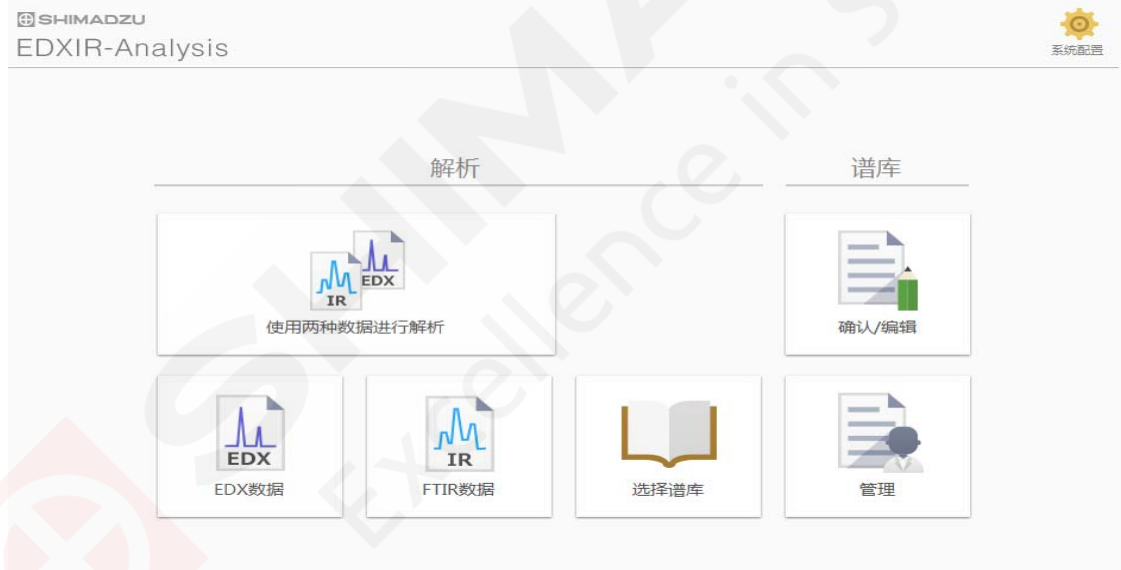 SHIMADZU
EDXIR-Analysis
系统配置
解析
谱库
EDX
IR
使用两种数据进行解析
确认/编辑
EDX
EDX数据
IR
FTIR数据
选择谱库
管理
SHIMA
Excellence in S